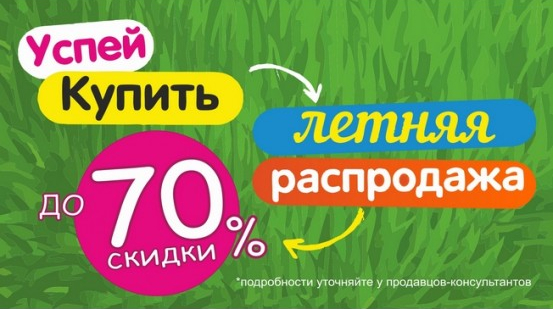 Успей
Купить
летняя
распродажа
до 70%
скидки
*подробности уточняйте у продавцов-консультантов